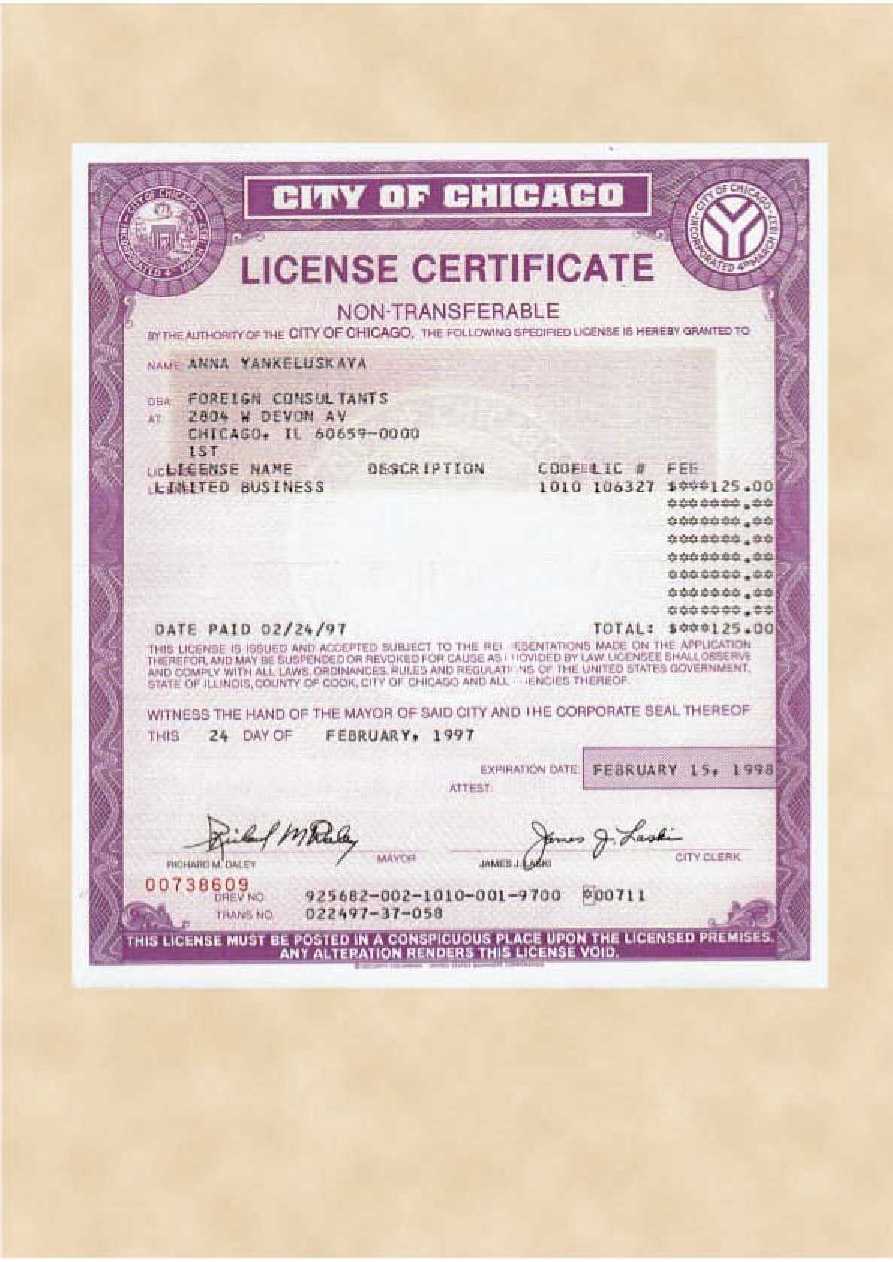 CITY OF CHICAGO
CITY OF CHICAGO
INCORPORATED 4TH MARCH 1837
LICENSE CERTIFICATE
NON-TRANSFERABLE
BY THE AUTHORITY OF THE CITY OF CHICAGO, THE FOLLOWING SPECIFIED LICENSE IS HEREBY GRANTED TO
NAME: ANNA YANKELUSKAYA
DBA: FOREIGN CONSULTANTS
AT: 2804 W DEVON AV
CHICAGO, IL 60659-0000
1ST
LICENSE NAME DESCRIPTION CODE LIC # FEE
LIMITED BUSINESS 1010 106327 $***125.00
*******.**
*******.**
*******.**
*******.**
*******.**
*******.**
*******.**
DATE PAID 02/24/97 TOTAL: $***125.00
THIS LICENSE IS ISSUED AND ACCEPTED SUBJECT TO THE REPRESENTATIONS MADE ON THE APPLICATION
THEREFOR, AND MAY BE SUSPENDED OR REVOKED FOR CAUSE AS PROVIDED BY LAW. LICENSEE SHALL OBSERVE
AND COMPLY WITH ALL LAWS, ORDINANCES, RULES AND REGULATIONS OF THE UNITED STATES GOVERNMENT,
STATE OF ILLINOIS, COUNTY OF COOK, CITY OF CHICAGO AND ALL AGENCIES THEREOF.
WITNESS THE HAND OF THE MAYOR OF SAID CITY AND THE CORPORATE SEAL THEREOF
THIS 24 DAY OF FEBRUARY, 1997
EXPIRATION DATE: FEBRUARY 15, 1998
ATTEST:
Richard M Daley James J. Laski
RICHARD M. DALEY MAYOR JAMES J. LASKI CITY CLERK
00738609
DREV NO. 925682-002-1010-001-9700 00711
TRANS NO. 022497-37-058
THIS LICENSE MUST BE POSTED IN A CONSPICUOUS PLACE UPON THE LICENSED PREMISES.
ANY ALTERATION RENDERS THIS LICENSE VOID.